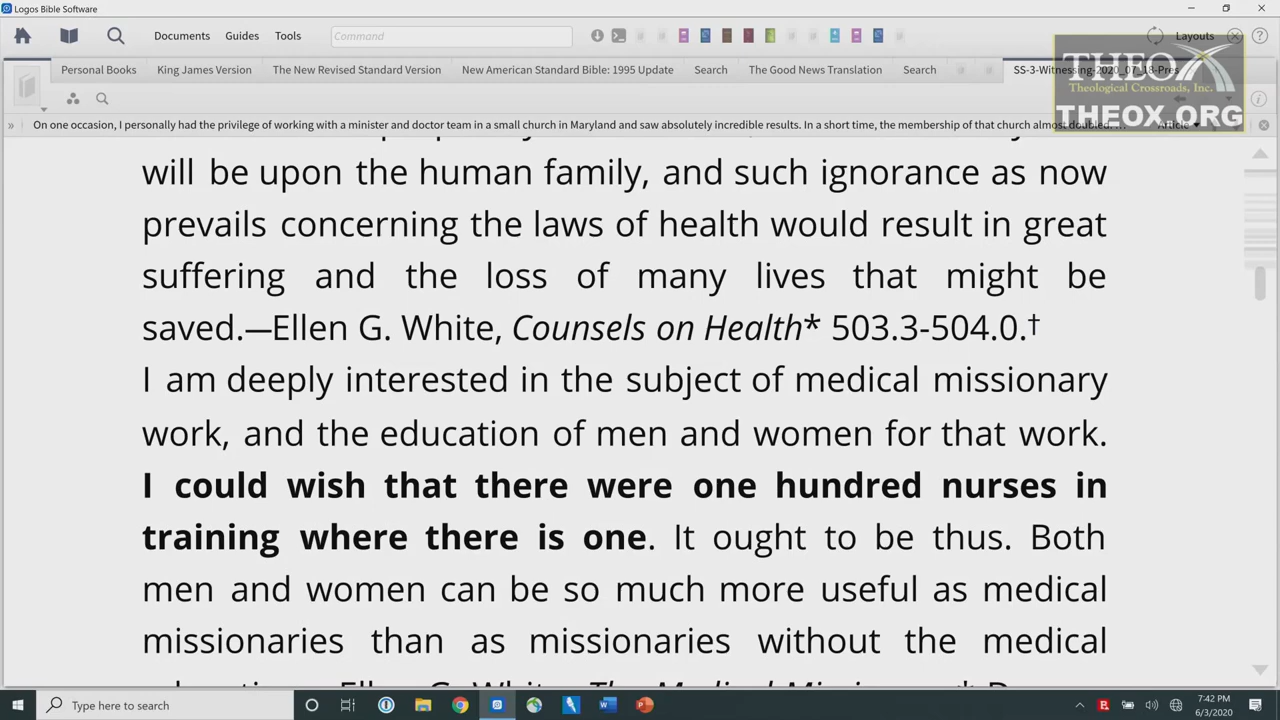 Logos Bible Software
Documents Guides Tools Command Layouts
Personal Books King James Version The New Revised New American Standard Bible: 1995 Update Search The Good News Translation Search SS-3-Witnessing-2020_07_18-Pres
THEOX
Theological Crossroads, Inc.
THEOX.ORG
» On one occasion, I personally had the privilege of working with a doctor team in a small church in Maryland and saw absolutely incredible results. In a short time, the membership of that church almost doubled. ... Article
will be upon the human family, and such ignorance as now
prevails concerning the laws of health would result in great
suffering and the loss of many lives that might be
saved.—Ellen G. White, Counsels on Health* 503.3-504.0.†
I am deeply interested in the subject of medical missionary
work, and the education of men and women for that work.
I could wish that there were one hundred nurses in
training where there is one. It ought to be thus. Both
men and women can be so much more useful as medical
missionaries than as missionaries without the medical
Type here to search
7:42 PM
6/3/2020